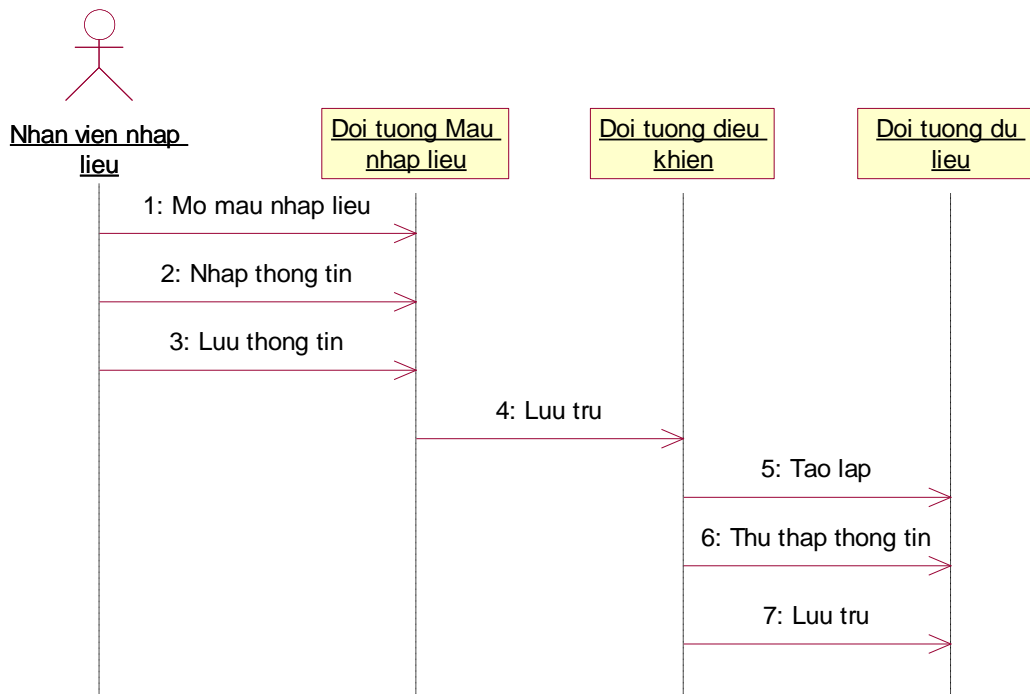 Nhan vien nhap
lieu
Doi tuong Mau
nhap lieu
Doi tuong dieu
khien
Doi tuong du
lieu
1: Mo mau nhap lieu
2: Nhap thong tin
3: Luu thong tin
4: Luu tru
5: Tao lap
6: Thu thap thong tin
7: Luu tru